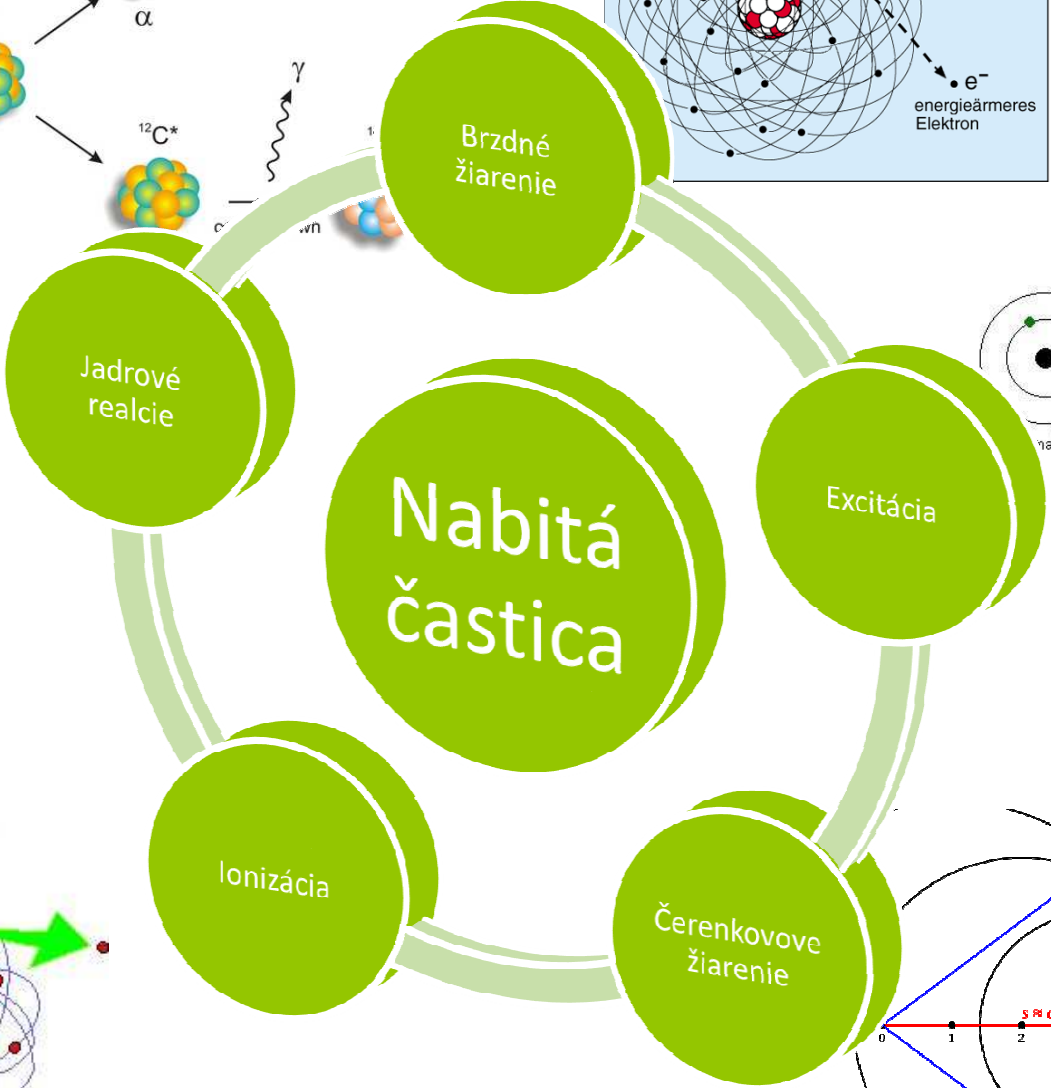 α
γ
¹²C*
e⁻
energieärmeres
Elektron
Brzdné
žiarenie
Jadrové
realcie
Excitácia
Nabitá
častica
Ionizácia
Čerenkovove
žiarenie
0 1 2